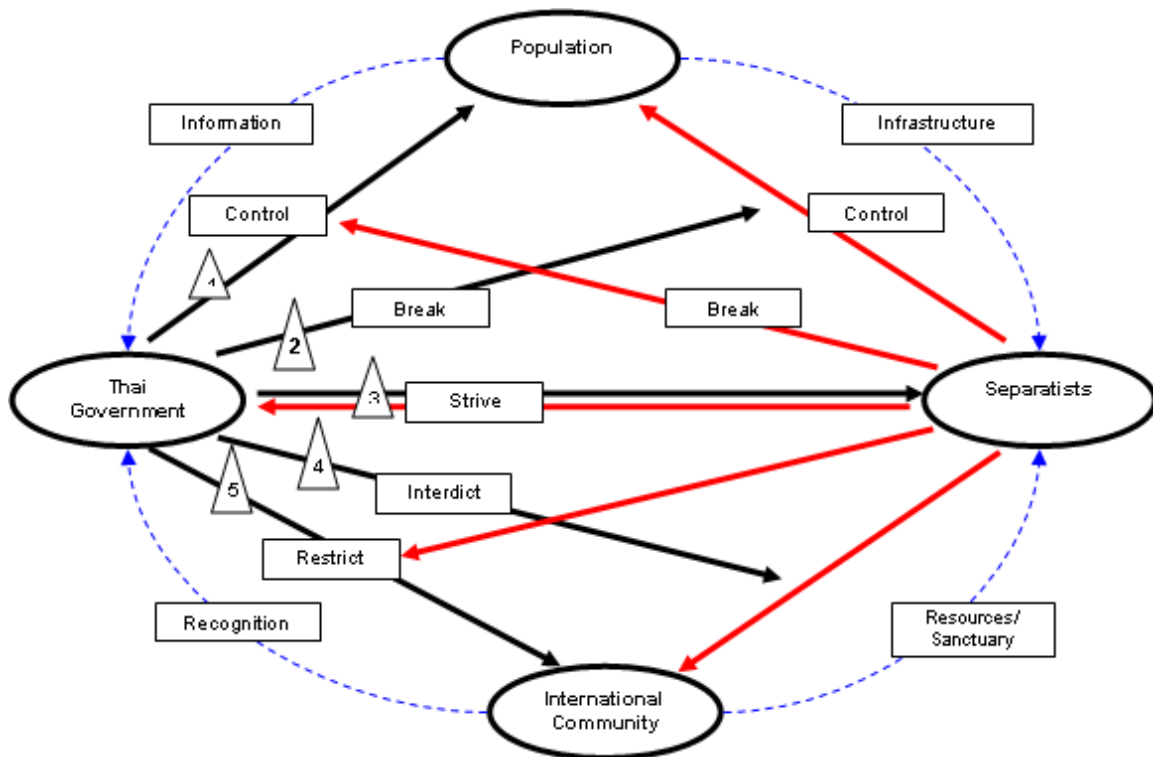 Population
Information
Infrastructure
Control
Control
1
Break
Break
2
Thai
Government
3
Strive
Separatists
4
Interdict
5
Restrict
Recognition
Resources/
Sanctuary
International
Community